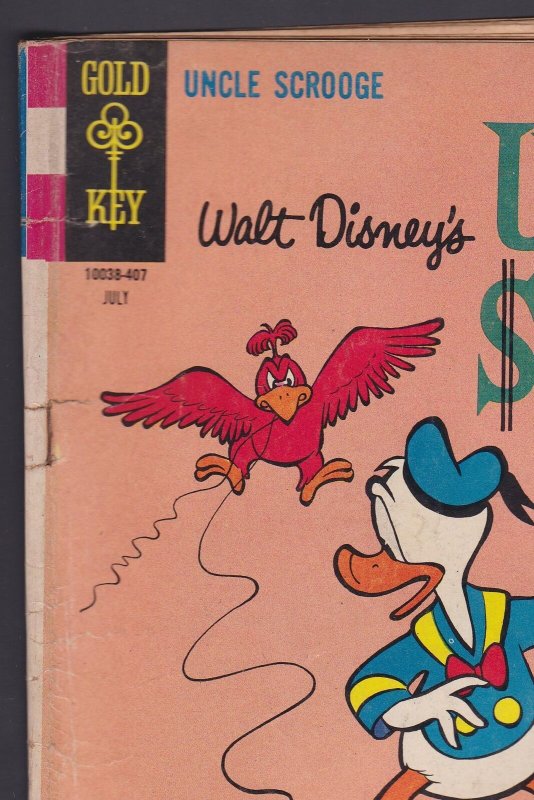 GOLD
KEY
UNCLE SCROOGE
Walt Disney's
10038-407
JULY
U
$